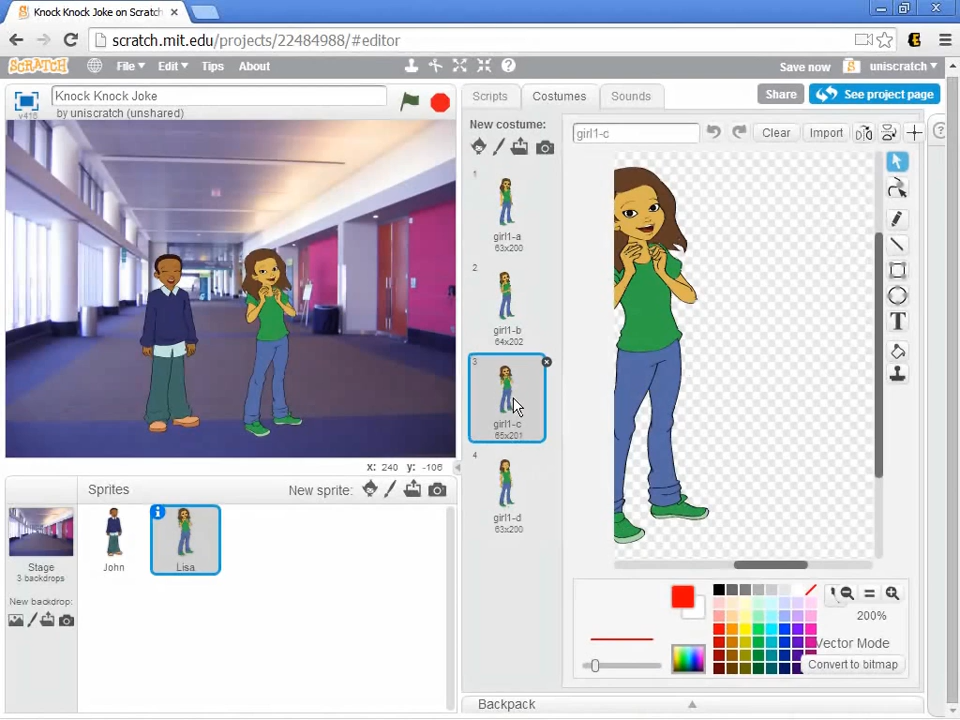 Knock Knock Joke on Scratch
scratch.mit.edu/projects/22484988/#editor
SCRATCH File Edit Tips About Save now uniscratch
Knock Knock Joke
by uniscratch (unshared)
v415
Scripts Costumes Sounds Share See project page
New costume:
girl1-c Clear Import
1
girl1-a
63x200
2
girl1-b
64x202
3
girl1-c
65x201
4
girl1-d
63x200
x: 240 y: -106
Sprites New sprite:
Stage
3 backdrops
New backdrop:
John
Lisa
T
200%
Vector Mode
Convert to bitmap
Backpack